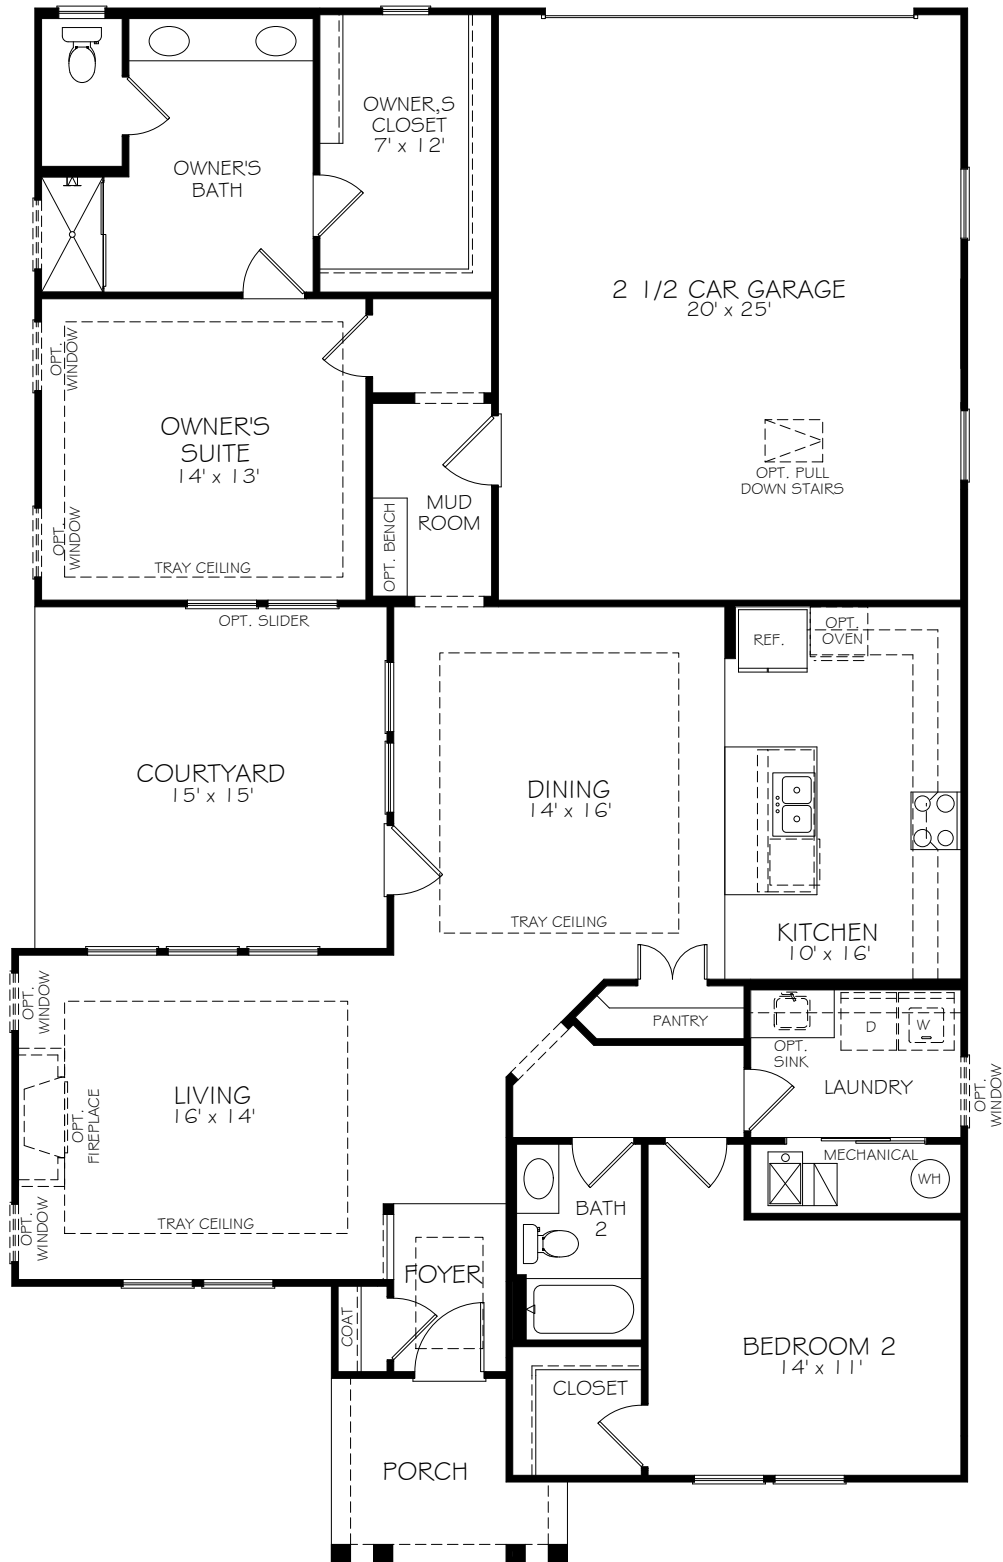 OWNER,S
CLOSET
7' x 12'
OWNER'S
BATH
2 1/2 CAR GARAGE
20' x 25'
OPT.
WINDOW
OWNER'S
SUITE
14' x 13'
OPT. PULL
DOWN STAIRS
MUD
ROOM
OPT. BENCH
OPT.
WINDOW
TRAY CEILING
OPT. SLIDER
REF.
OPT.
OVEN
COURTYARD
15' x 15'
DINING
14' x 16'
TRAY CEILING
KITCHEN
10' x 16'
OPT.
WINDOW
PANTRY
D
W
OPT.
SINK
LAUNDRY
OPT.
WINDOW
LIVING
16' x 14'
OPT.
FIREPLACE
MECHANICAL
WH
OPT.
WINDOW
TRAY CEILING
BATH
2
FOYER
COAT
BEDROOM 2
14' x 11'
CLOSET
PORCH